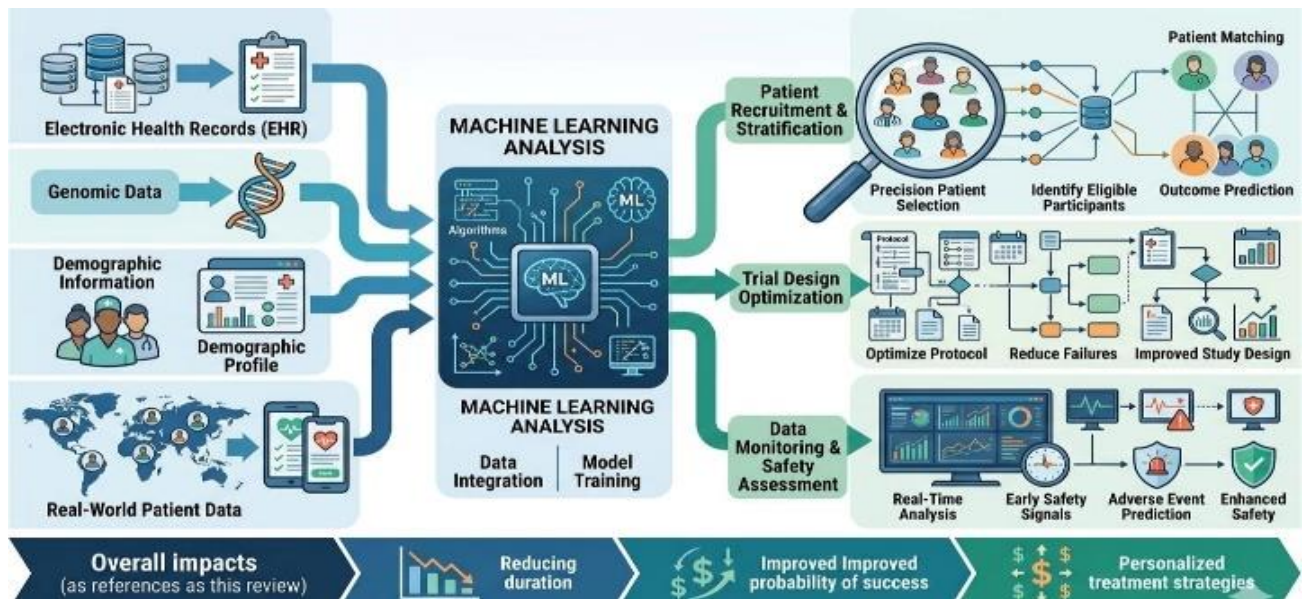 Electronic Health Records (EHR)
Genomic Data
Demographic
Information
Demographic
Profile
Real-World Patient Data
MACHINE LEARNING
ANALYSIS
Algorithms
ML
ML
MACHINE LEARNING
ANALYSIS
Data
Integration
Model
Training
Patient
Recruitment &
Stratification
Patient Matching
Precision Patient
Selection
Identify Eligible
Participants
Outcome Prediction
Trial Design
Optimization
Protocol
Optimize Protocol
Reduce Failures
Improved Study Design
Data
Monitoring &
Safety
Assessment
Real-Time
Analysis
Early Safety
Signals
Adverse Event
Prediction
Enhanced
Safety
Overall impacts
(as references as this review)
Reducing
duration
$ $
Improved Improved
probability of success
$ $ $ $ $
Personalized
treatment strategies